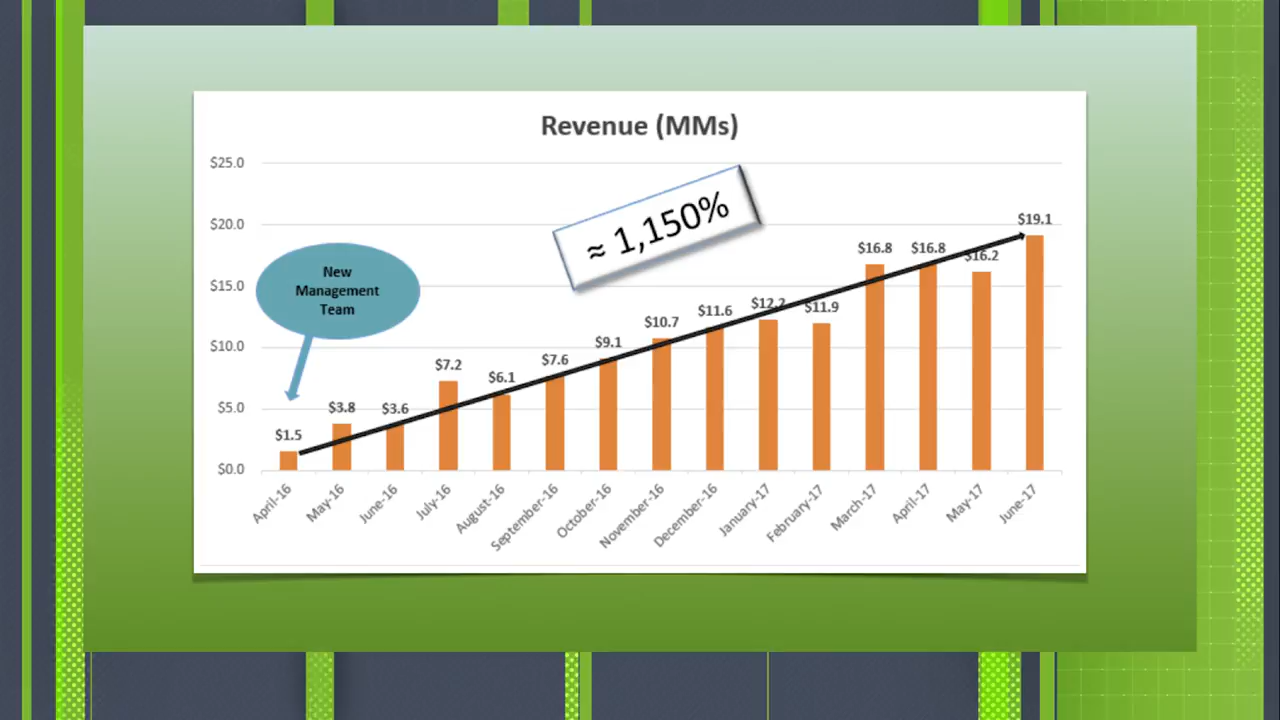 Revenue (MMs)
$25.0
$20.0
$15.0
$10.0
$5.0
$0.0
≈ 1,150%
New
Management
Team
$1.5
$3.8
$3.6
$7.2
$6.1
$7.6
$9.1
$10.7
$11.6
$12.2
$11.9
$16.8
$16.8
$16.2
$19.1
April-16
May-16
June-16
July-16
August-16
September-16
October-16
November-16
December-16
January-17
February-17
March-17
April-17
May-17
June-17